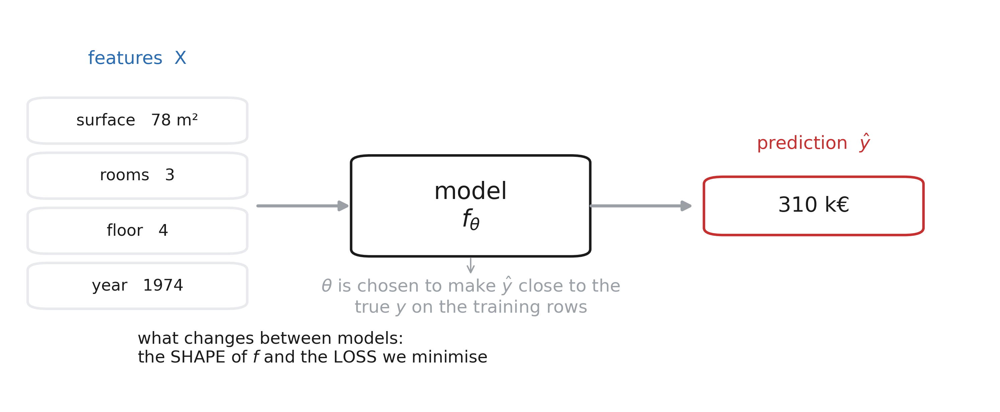 features X
surface 78 m²
rooms 3
floor 4
year 1974
model
f_θ
θ is chosen to make ŷ close to the
true y on the training rows
prediction ŷ
310 k€
what changes between models:
the SHAPE of f and the LOSS we minimise